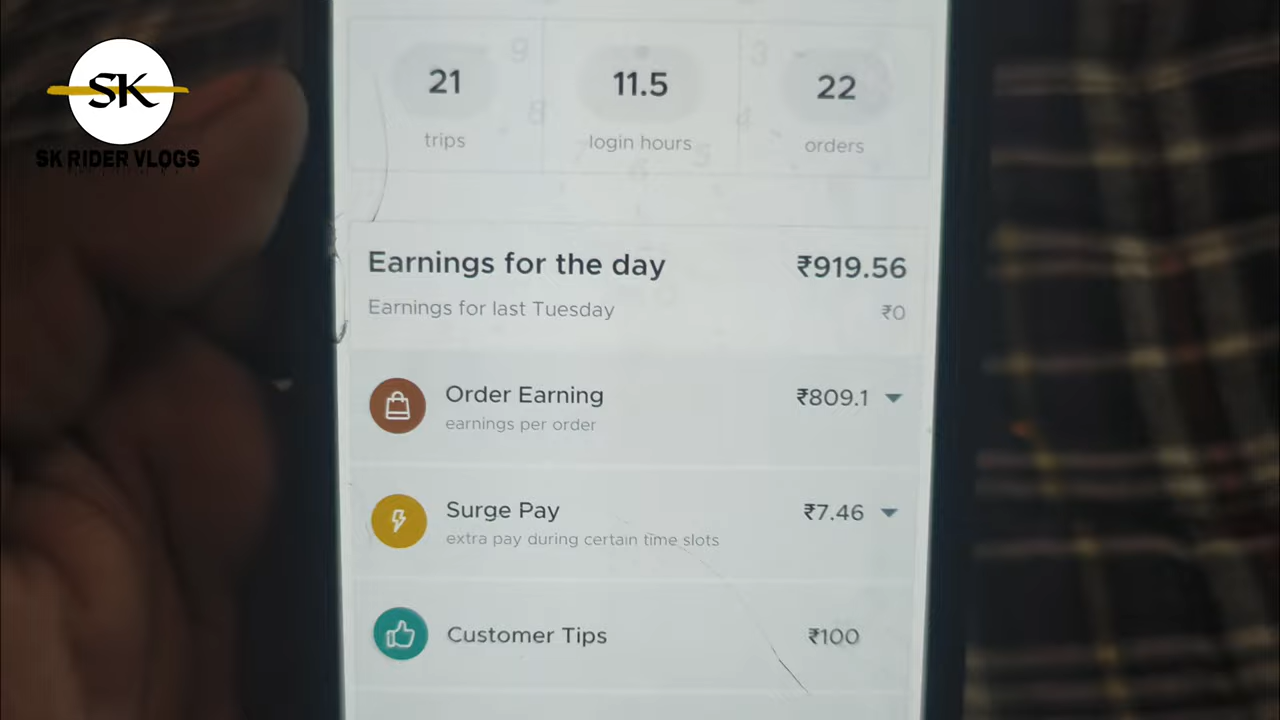 SK
SK RIDER VLOGS
21
11.5
22
trips
login hours
orders
Earnings for the day
₹919.56
Earnings for last Tuesday
₹0
Order Earning
₹809.1
earnings per order
Surge Pay
₹7.46
extra pay during certain time slots
Customer Tips
₹100